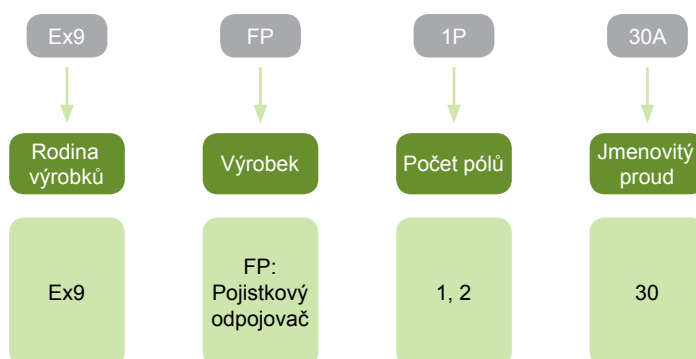 Ex9
FP
1P
30A
Rodina
výrobků
Výrobek
Počet pólů
Jmenovitý
proud
Ex9
FP:
Pojistkový
odpojovač
1, 2
30